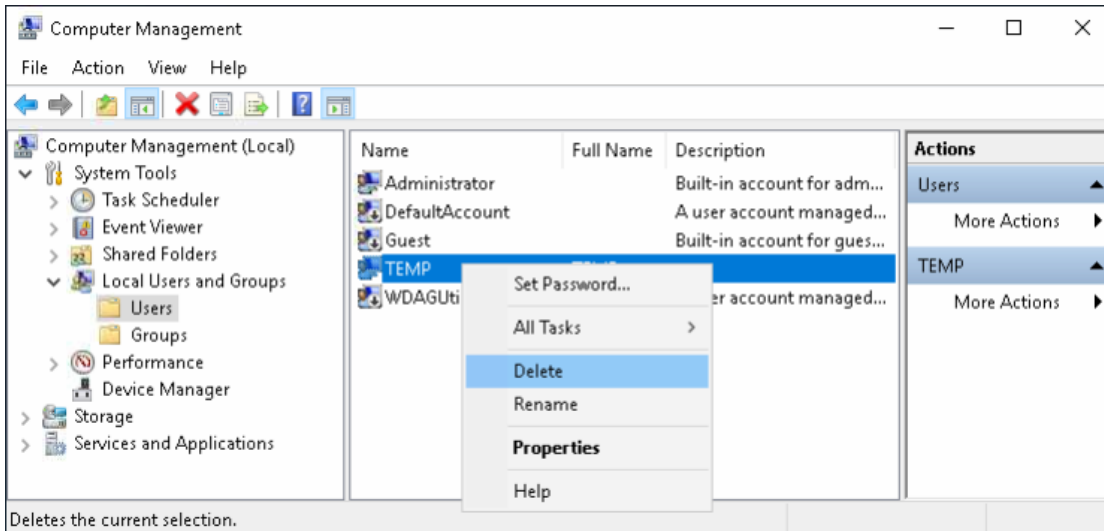 Computer Management
File Action View Help
Computer Management (Local)
System Tools
Task Scheduler
Event Viewer
Shared Folders
Local Users and Groups
Users
Groups
Performance
Device Manager
Storage
Services and Applications
Name Full Name Description
Administrator Built-in account for adm...
DefaultAccount A user account managed...
Guest Built-in account for gues...
TEMP
WDAGUti er account managed...
Set Password...
All Tasks
Delete
Rename
Properties
Help
Actions
Users
More Actions
TEMP
More Actions
Deletes the current selection.